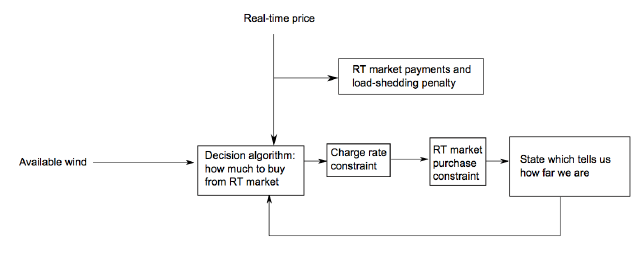 Real-time price
RT market payments and
load-shedding penalty
Available wind
Decision algorithm:
how much to buy
from RT market
Charge rate
constraint
RT market
purchase
constraint
State which tells us
how far we are